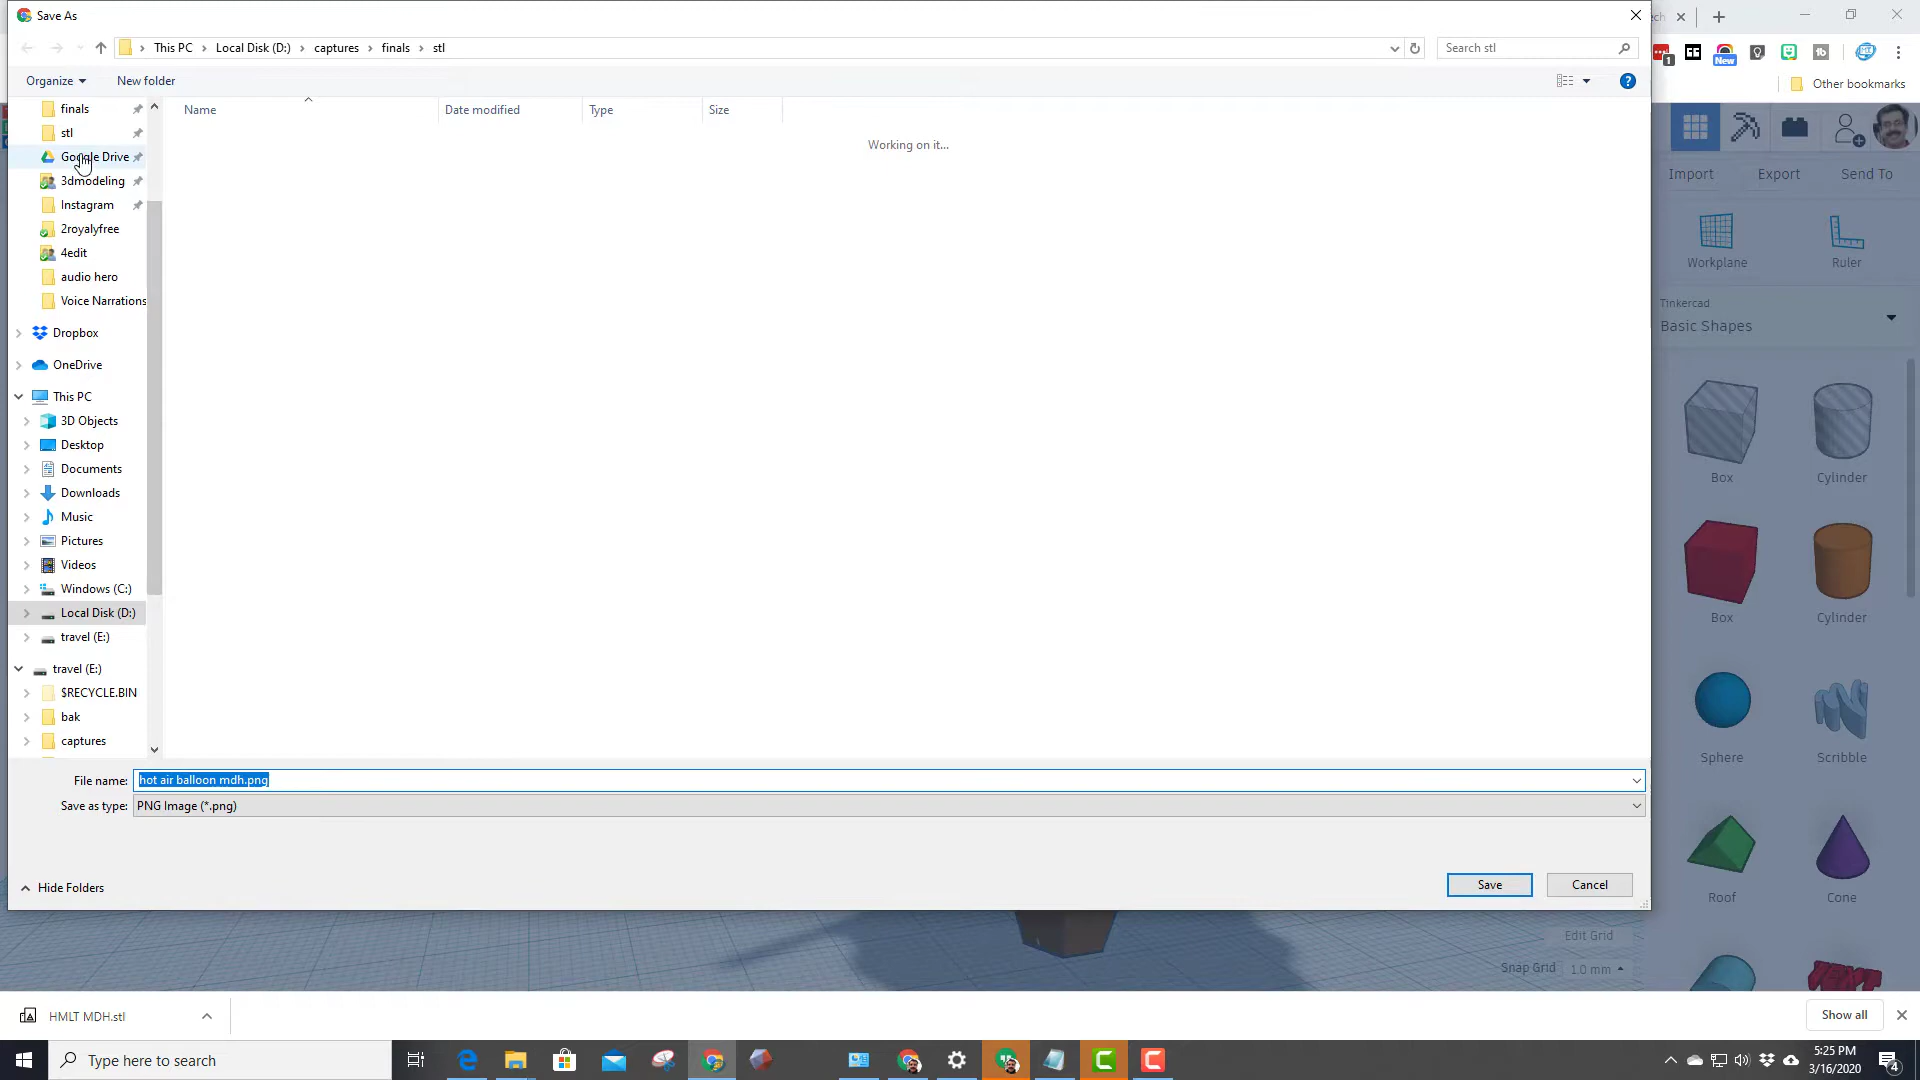 Save As
This PC > Local Disk (D:) > captures > finals > stl
Search stl
Organize
New folder
Name
Date modified
Type
Size
Working on it...
finals
stl
Google Drive
3dmodeling
Instagram
2royalyfree
4edit
audio hero
Voice Narrations
Dropbox
OneDrive
This PC
3D Objects
Desktop
Documents
Downloads
Music
Pictures
Videos
Windows (C:)
Local Disk (D:)
travel (E:)
travel (E:)
$RECYCLE.BIN
bak
captures
File name: hot air balloon mdh.png
Save as type: PNG Image (*.png)
Hide Folders
Save
Cancel
1
New
Other bookmarks
Import
Export
Send To
Workplane
Ruler
Tinkercad
Basic Shapes
Box
Cylinder
Box
Cylinder
Sphere
Scribble
Roof
Cone
Edit Grid
Snap Grid 1.0 mm
HMLT MDH.stl
Show all
Type here to search
5:25 PM
3/16/2020
4